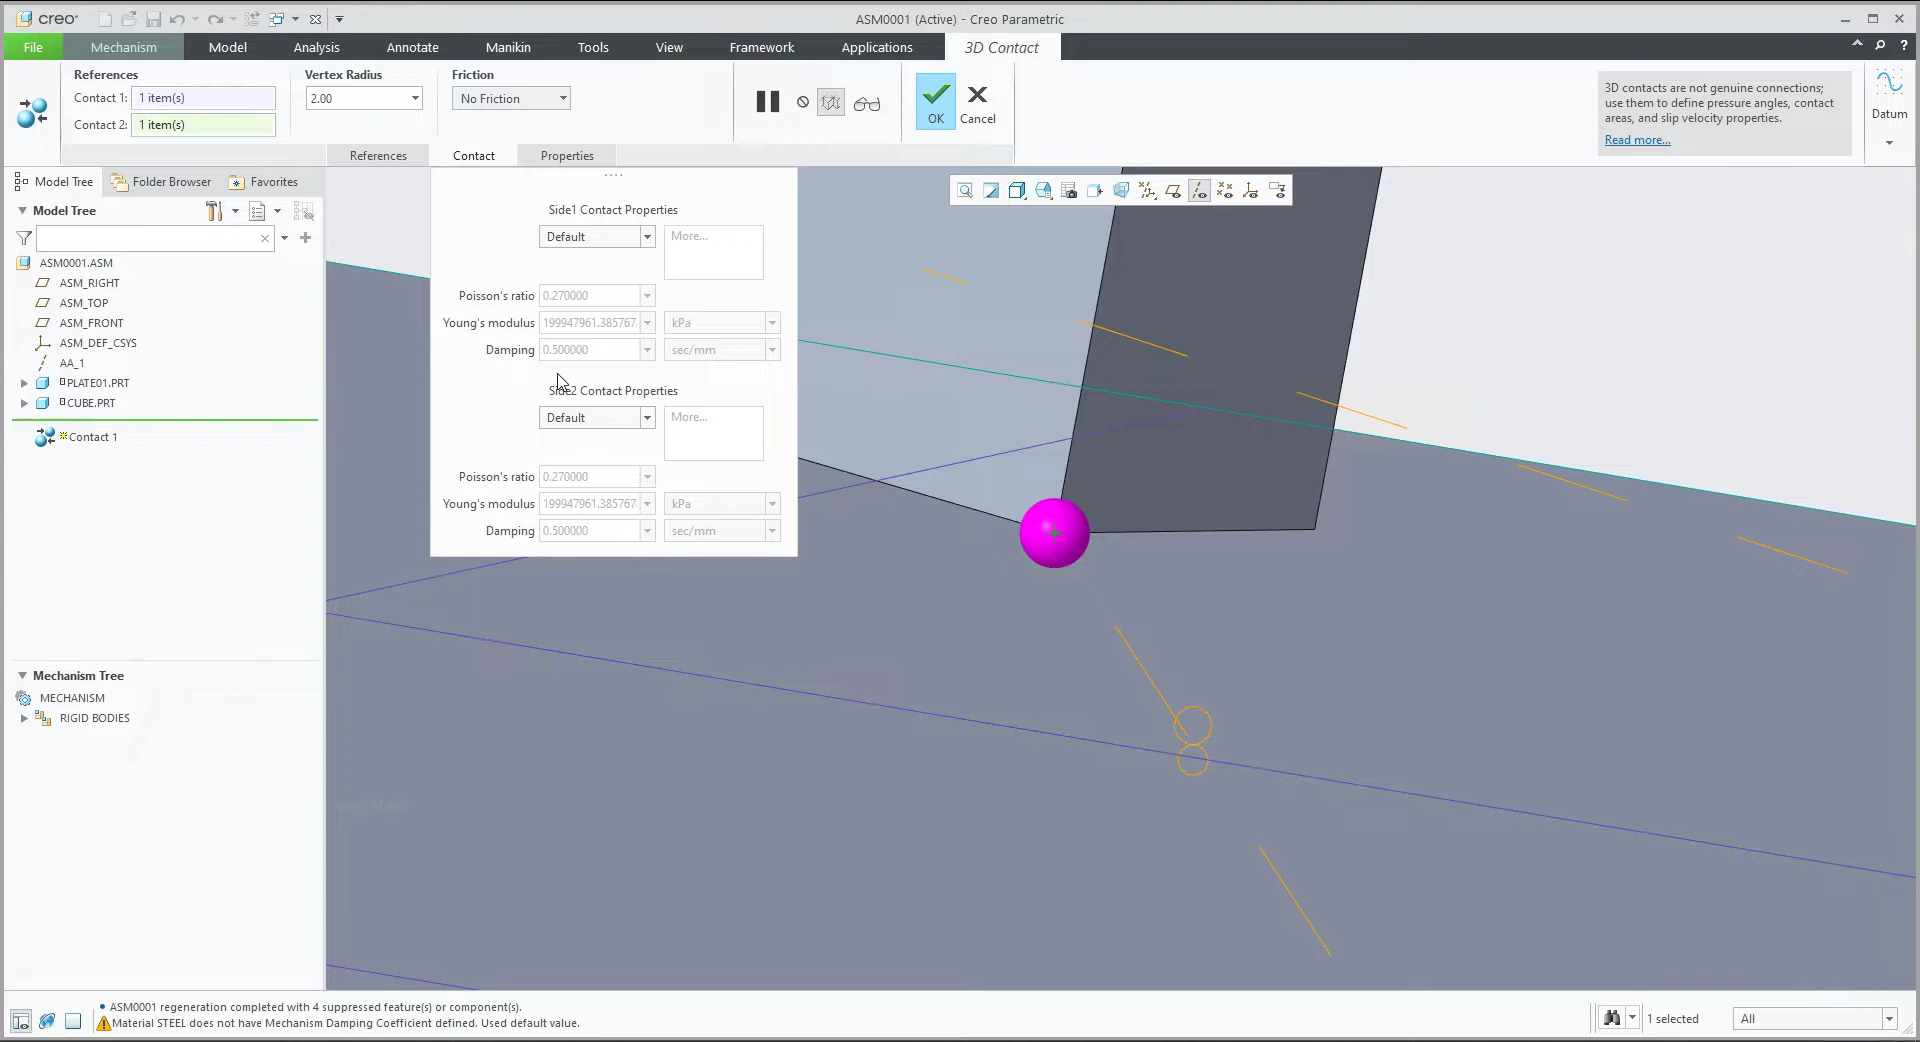 creo
ASM0001 (Active) - Creo Parametric
File
Mechanism
Model
Analysis
Annotate
Manikin
Tools
View
Framework
Applications
3D Contact
References
Contact 1: 1 item(s)
Contact 2: 1 item(s)
Vertex Radius
2.00
Friction
No Friction
OK
Cancel
3D contacts are not genuine connections;
use them to define pressure angles, contact
areas, and slip velocity properties.
Read more...
Datum
References
Contact
Properties
Model Tree
Folder Browser
Favorites
Model Tree
ASM0001.ASM
ASM_RIGHT
ASM_TOP
ASM_FRONT
ASM_DEF_CSYS
AA_1
PLATE01.PRT
CUBE.PRT
Contact 1
Mechanism Tree
MECHANISM
RIGID BODIES
Side1 Contact Properties
Default
More...
Poisson's ratio 0.270000
Young's modulus 199947961.385767 kPa
Damping 0.500000 sec/mm
Side2 Contact Properties
Default
More...
Poisson's ratio 0.270000
Young's modulus 199947961.385767 kPa
Damping 0.500000 sec/mm
ASM0001 regeneration completed with 4 suppressed feature(s) or component(s).
Material STEEL does not have Mechanism Damping Coefficient defined. Used default value.
1 selected
All